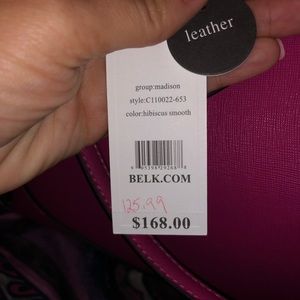 leather
group:madison
style:C110022-653
color:hibiscus smooth
BELK.COM
125.99
$168.00